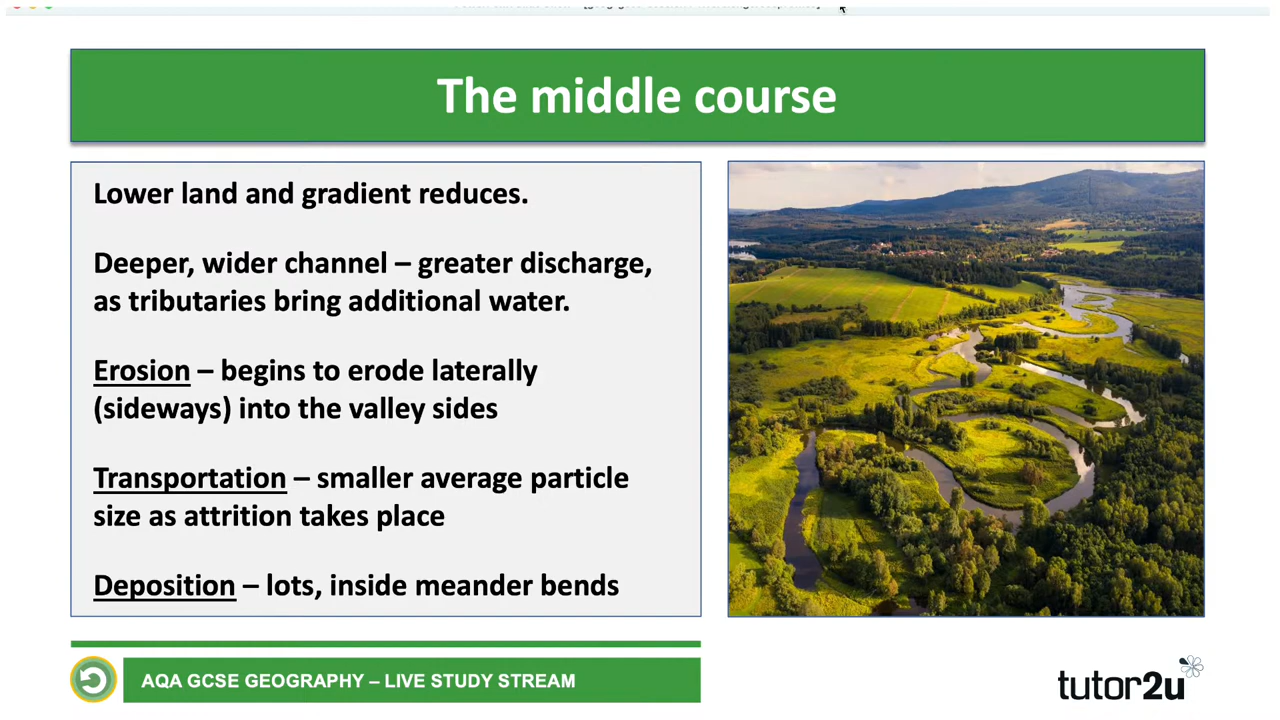 The middle course
Lower land and gradient reduces.
Deeper, wider channel – greater discharge,
as tributaries bring additional water.
Erosion – begins to erode laterally
(sideways) into the valley sides
Transportation – smaller average particle
size as attrition takes place
Deposition – lots, inside meander bends
AQA GCSE GEOGRAPHY – LIVE STUDY STREAM
tutor2u